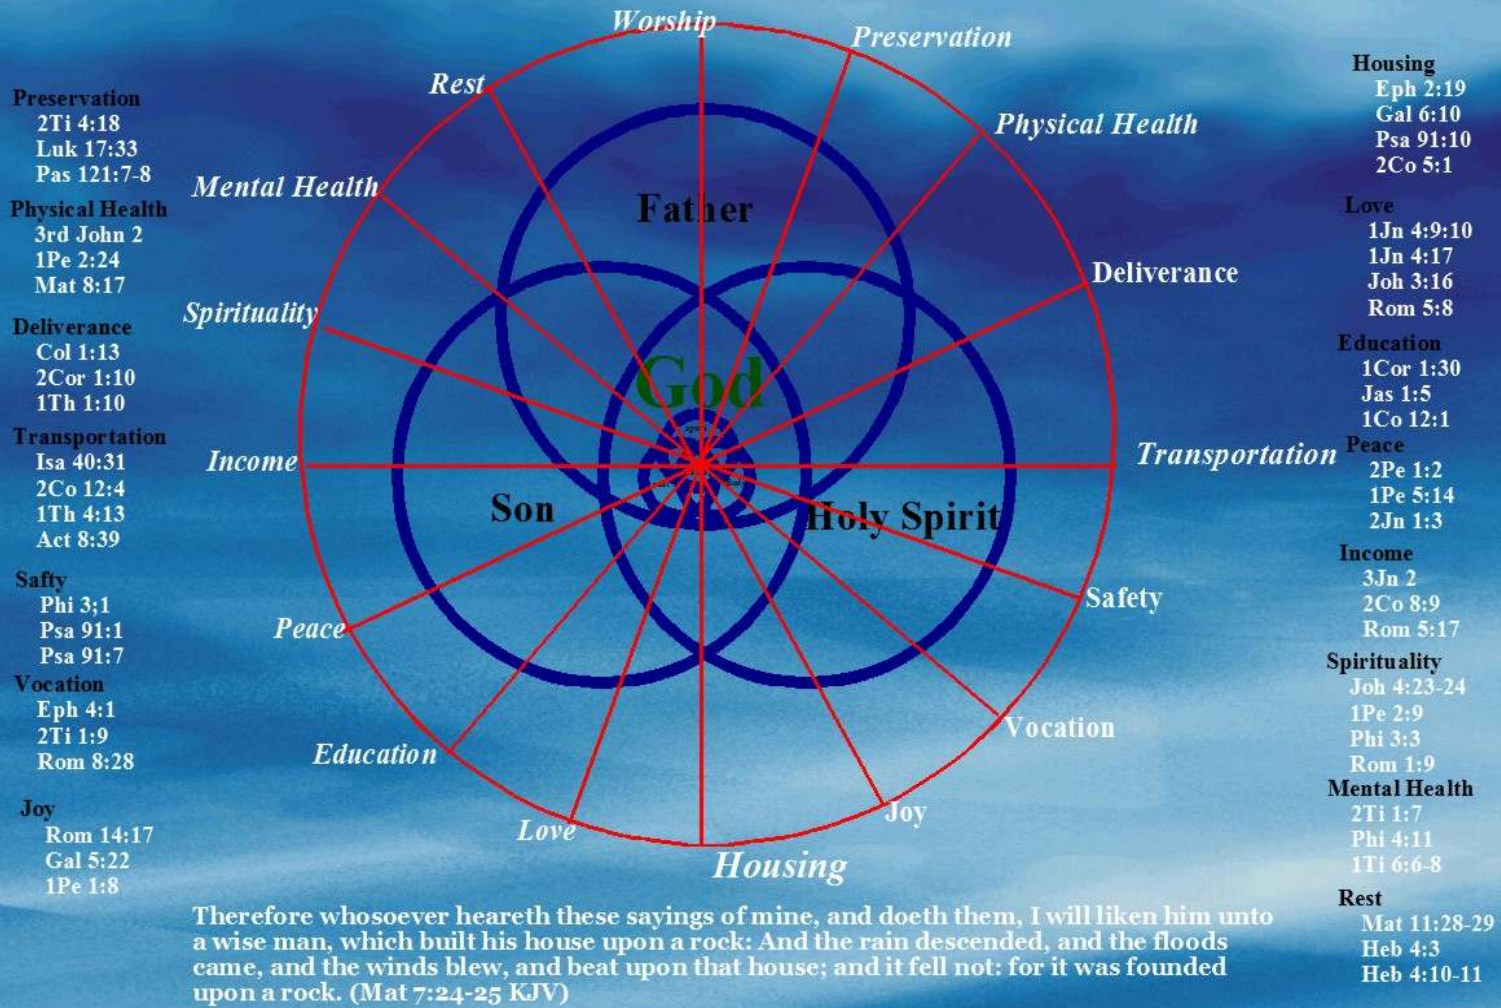 Worship
Preservation
Rest
Physical Health
Mental Health
Father
Deliverance
Spirituality
God
Income
Transportation
Son
Holy Spirit
Safety
Peace
Vocation
Education
Joy
Love
Housing
Preservation
2Ti 4:18
Luk 17:33
Pas 121:7-8
Physical Health
3rd John 2
1Pe 2:24
Mat 8:17
Deliverance
Col 1:13
2Cor 1:10
1Th 1:10
Transportation
Isa 40:31
2Co 12:4
1Th 4:13
Act 8:39
Safty
Phi 3;1
Psa 91:1
Psa 91:7
Vocation
Eph 4:1
2Ti 1:9
Rom 8:28
Joy
Rom 14:17
Gal 5:22
1Pe 1:8
Housing
Eph 2:19
Gal 6:10
Psa 91:10
2Co 5:1
Love
1Jn 4:9:10
1Jn 4:17
Joh 3:16
Rom 5:8
Education
1Cor 1:30
Jas 1:5
1Co 12:1
Peace
2Pe 1:2
1Pe 5:14
2Jn 1:3
Income
3Jn 2
2Co 8:9
Rom 5:17
Spirituality
Joh 4:23-24
1Pe 2:9
Phi 3:3
Rom 1:9
Mental Health
2Ti 1:7
Phi 4:11
1Ti 6:6-8
Rest
Mat 11:28-29
Heb 4:3
Heb 4:10-11
Therefore whosoever heareth these sayings of mine, and doeth them, I will liken him unto
a wise man, which built his house upon a rock: And the rain descended, and the floods
came, and the winds blew, and beat upon that house; and it fell not: for it was founded
upon a rock. (Mat 7:24-25 KJV)